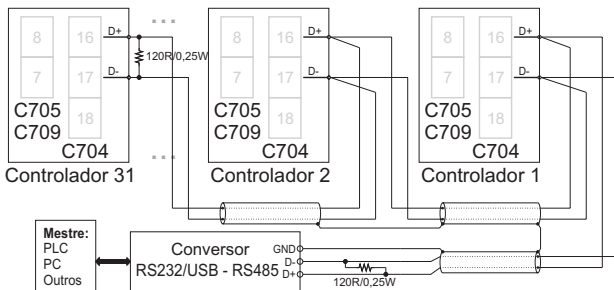 ...
8 16 D+
120R/0,25W
7 17 D-
18
C705
C709
C704
Controlador 31
...
8 16 D+
7 17 D-
18
C705
C709
C704
Controlador 2
8 16 D+
7 17 D-
18
C705
C709
C704
Controlador 1
Mestre:
PLC
PC
Outros
Conversor
RS232/USB - RS485
GND
D-
D+
120R/0,25W